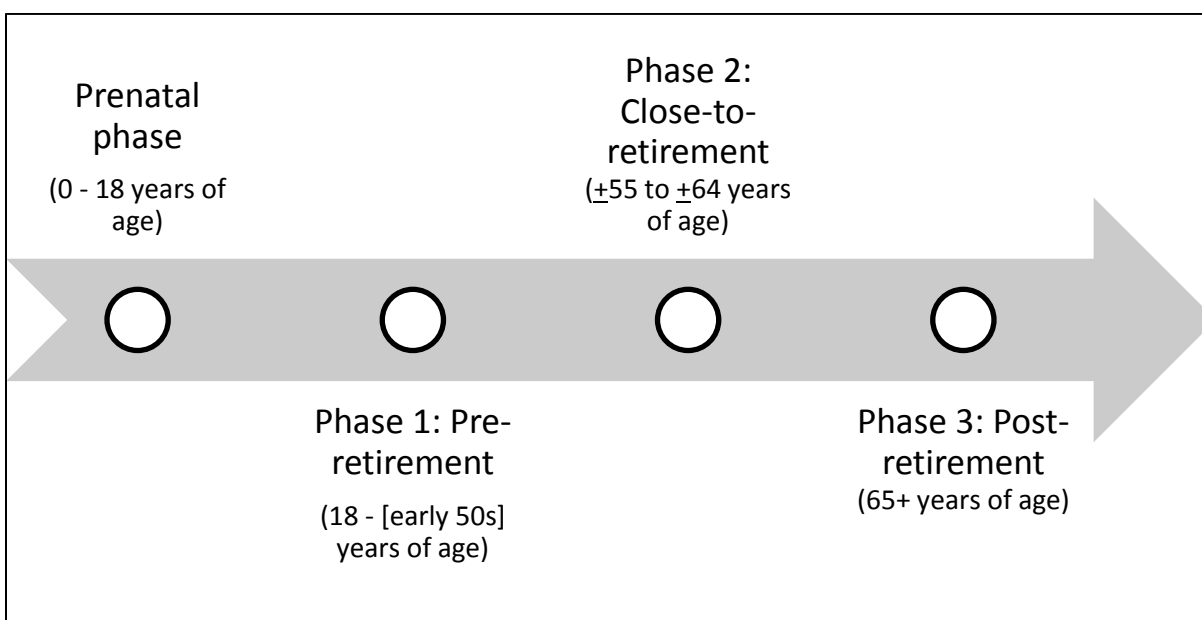 Prenatal
phase
(0 - 18 years of
age)
Phase 1: Pre-
retirement
(18 - [early 50s]
years of age)
Phase 2:
Close-to-
retirement
(±55 to ±64 years
of age)
Phase 3: Post-
retirement
(65+ years of age)